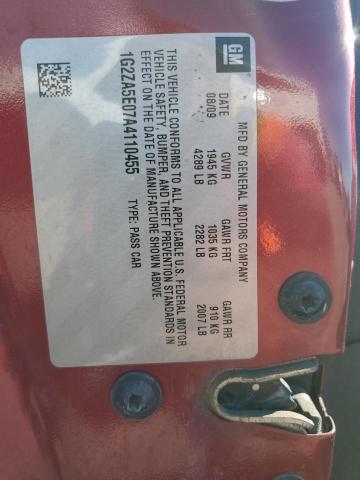 GM
MFD BY GENERAL MOTORS COMPANY
DATE GVWR GAWR FRT GAWR RR
08/09 1945 KG 1035 KG 910 KG
4289 LB 2282 LB 2007 LB
THIS VEHICLE CONFORMS TO ALL APPLICABLE U.S. FEDERAL MOTOR
VEHICLE SAFETY, BUMPER, AND THEFT PREVENTION STANDARDS IN
EFFECT ON THE DATE OF MANUFACTURE SHOWN ABOVE.
1G2ZA5E07A4110455 TYPE: PASS CAR